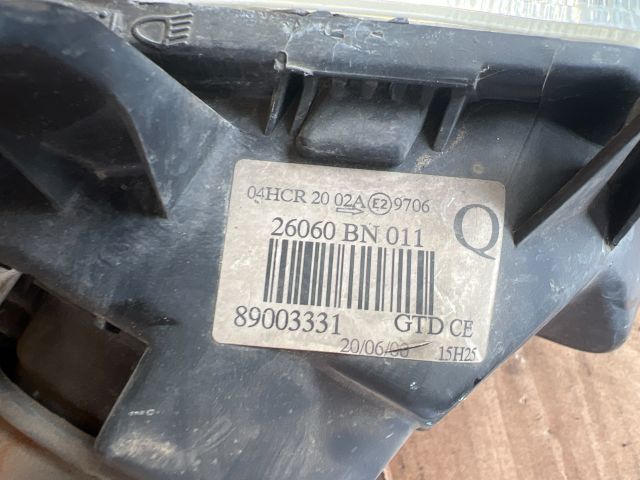 04HCR 20 02A E2 9706
Q
26060 BN 011
89003331 GTD CE
20/06/00 15H25